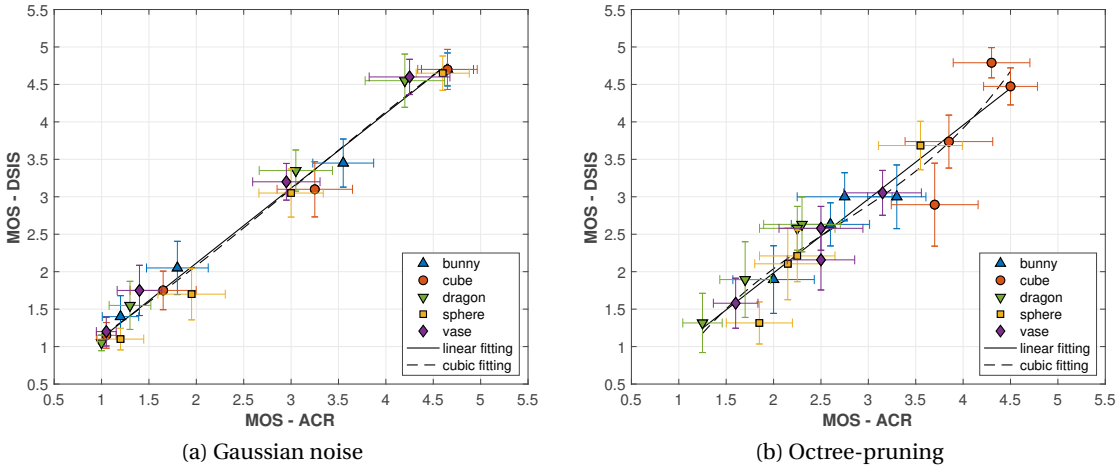 5.5
5
4.5
4
3.5
3
2.5
2
1.5
1
0.5
MOS - DSIS
bunny
cube
dragon
sphere
vase
linear fitting
cubic fitting
0.5 1 1.5 2 2.5 3 3.5 4 4.5 5 5.5
MOS - ACR
(a) Gaussian noise
5.5
5
4.5
4
3.5
3
2.5
2
1.5
1
0.5
MOS - DSIS
bunny
cube
dragon
sphere
vase
linear fitting
cubic fitting
0.5 1 1.5 2 2.5 3 3.5 4 4.5 5 5.5
MOS - ACR
(b) Octree-pruning